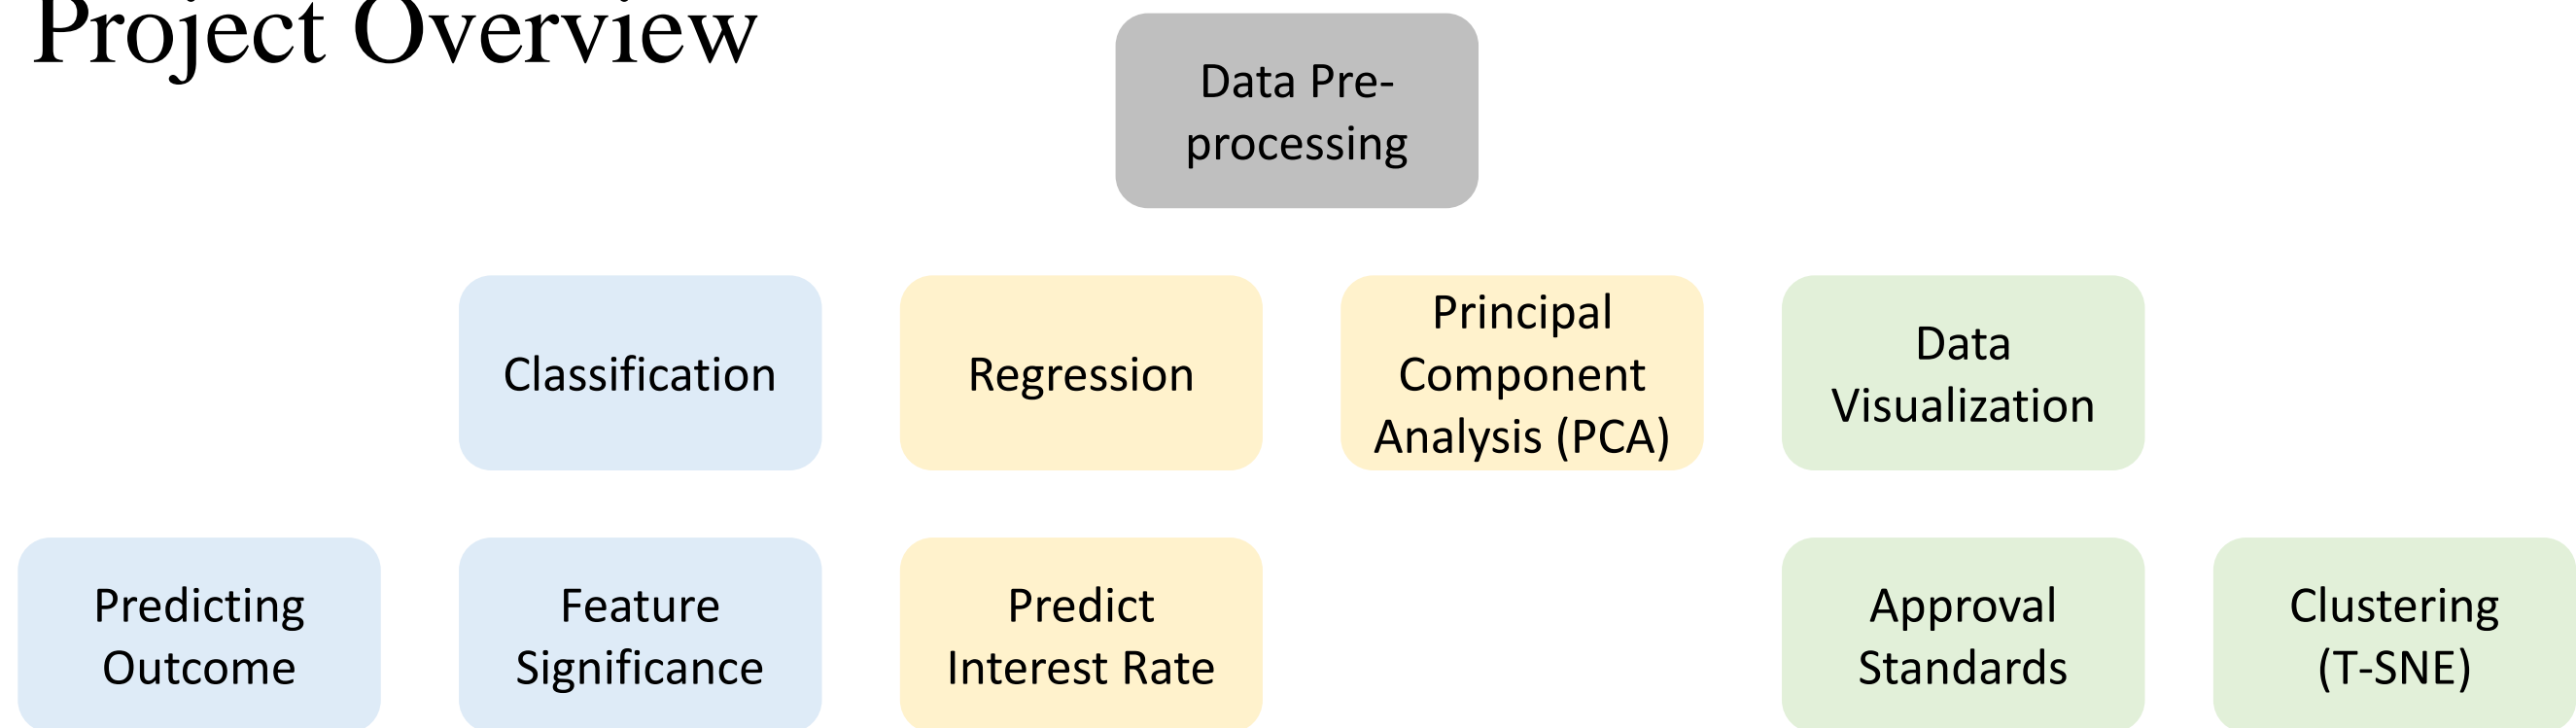 Project Overview
Data Pre-
processing
Classification
Regression
Principal
Component
Analysis (PCA)
Data
Visualization
Predicting
Outcome
Feature
Significance
Predict
Interest Rate
Approval
Standards
Clustering
(T-SNE)